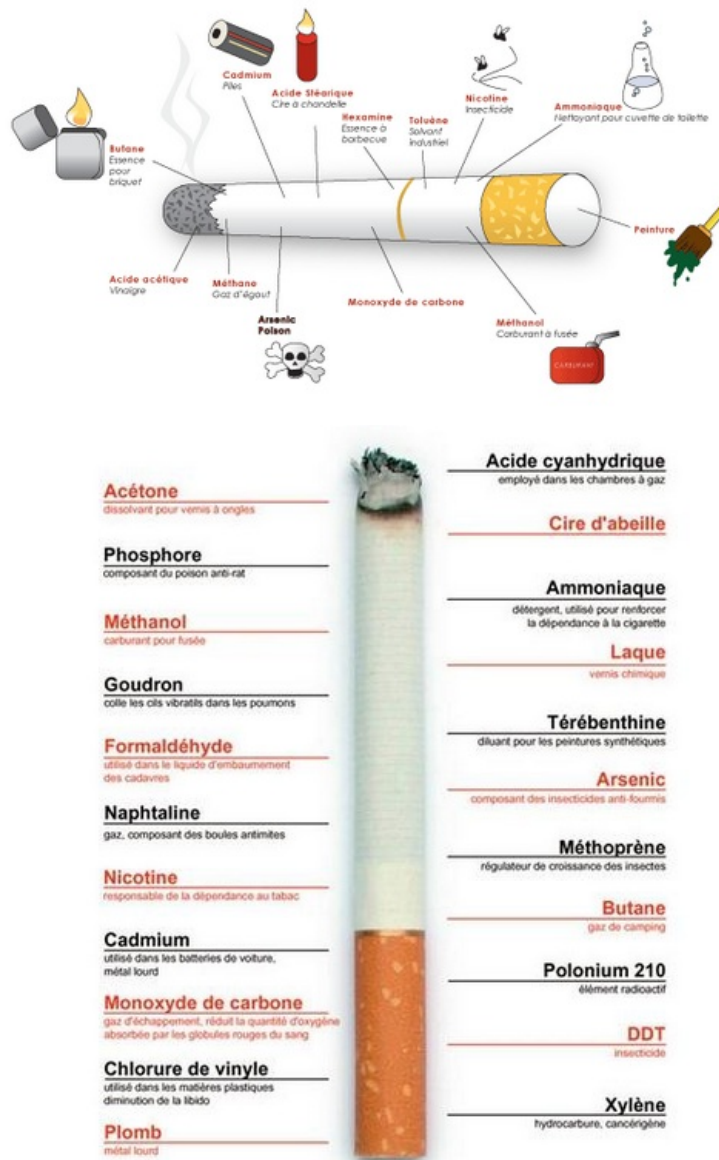 Cadmium
Piles
Acide Stéarique
Cire à chandelle
Hexamine
Essence à
barbecue
Toluène
Solvant
industriel
Nicotine
Insecticide
Ammoniaque
Nettoyant pour cuvette de toilette
Butane
Essence
pour
briquet
Peinture
Acide acétique
Vinaigre
Méthane
Gaz d'égout
Arsenic
Poison
Monoxyde de carbone
Méthanol
Carburant à fusée
CARBURANT
Acétone
dissolvant pour vernis à ongles
Phosphore
composant du poison anti-rat
Méthanol
carburant pour fusée
Goudron
colle les cils vibratils dans les poumons
Formaldéhyde
utilisé dans le liquide d'embaumement
des cadavres
Naphtaline
gaz, composant des boules antimites
Nicotine
responsable de la dépendance au tabac
Cadmium
utilisé dans les batteries de voiture,
métal lourd
Monoxyde de carbone
gaz d'échappement, réduit la quantité d'oxygène
absorbée par les globules rouges du sang
Chlorure de vinyle
utilisé dans les matières plastiques
diminution de la libido
Plomb
métal lourd
Acide cyanhydrique
employé dans les chambres à gaz
Cire d'abeille
Ammoniaque
détergent, utilisé pour renforcer
la dépendance à la cigarette
Laque
vernis chimique
Térébenthine
diluant pour les peintures synthétiques
Arsenic
composant des insecticides anti-fourmis
Méthoprène
régulateur de croissance des insectes
Butane
gaz de camping
Polonium 210
élément radioactif
DDT
insecticide
Xylène
hydrocarbure, cancérigène